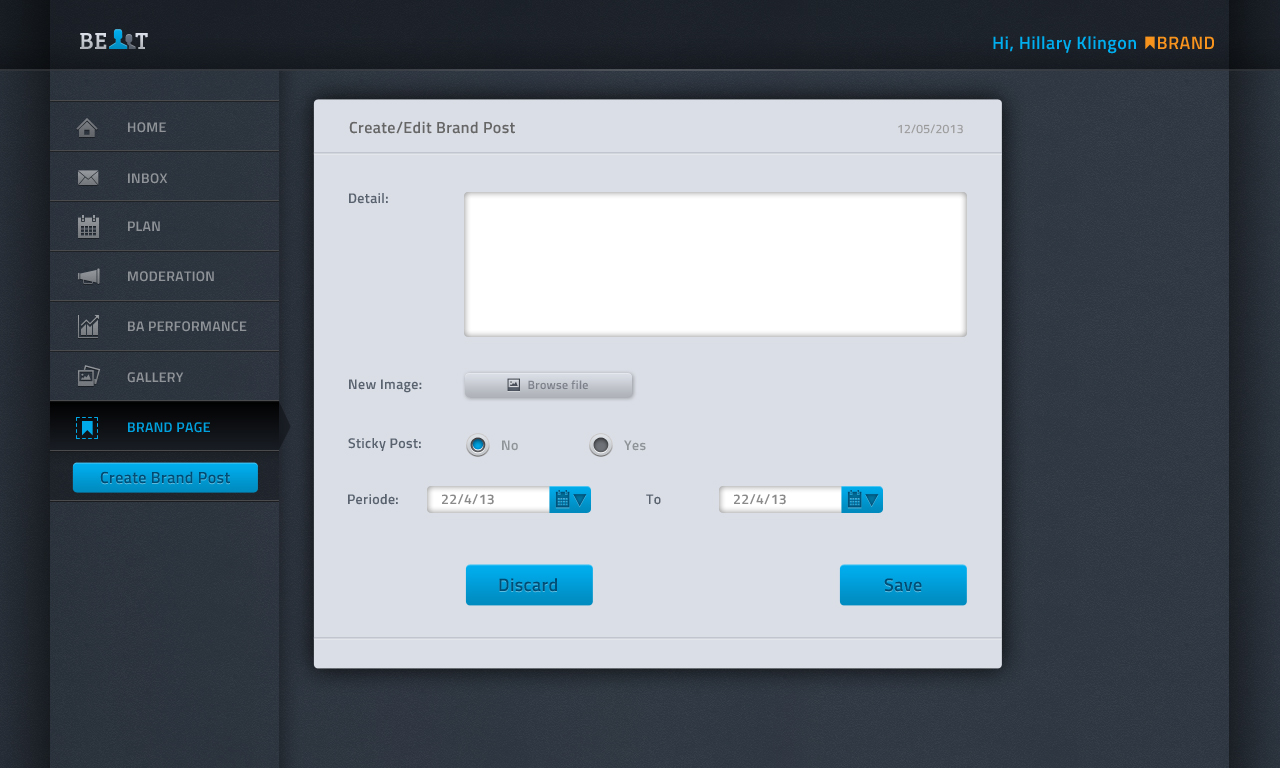 BE T
Hi, Hillary Klingon BRAND
HOME
INBOX
PLAN
MODERATION
BA PERFORMANCE
GALLERY
BRAND PAGE
Create Brand Post
Create/Edit Brand Post 12/05/2013
Detail:
New Image: Browse file
Sticky Post: No Yes
Periode: 22/4/13 To 22/4/13
Discard Save